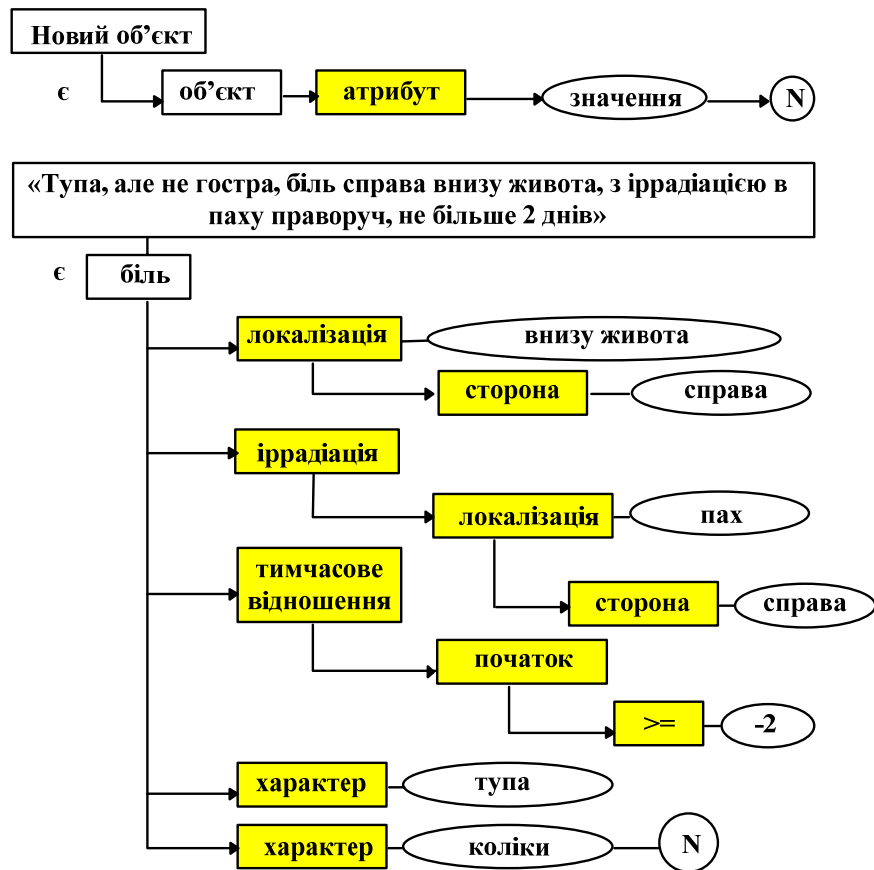 Новий об’єкт
є
об’єкт
атрибут
значення
N
«Тупа, але не гостра, біль справа внизу живота, з іррадіацією в
паху праворуч, не більше 2 днів»
є
біль
локалізація
внизу живота
сторона
справа
іррадіація
локалізація
пах
тимчасове
відношення
сторона
справа
початок
>=
-2
характер
тупа
характер
коліки
N